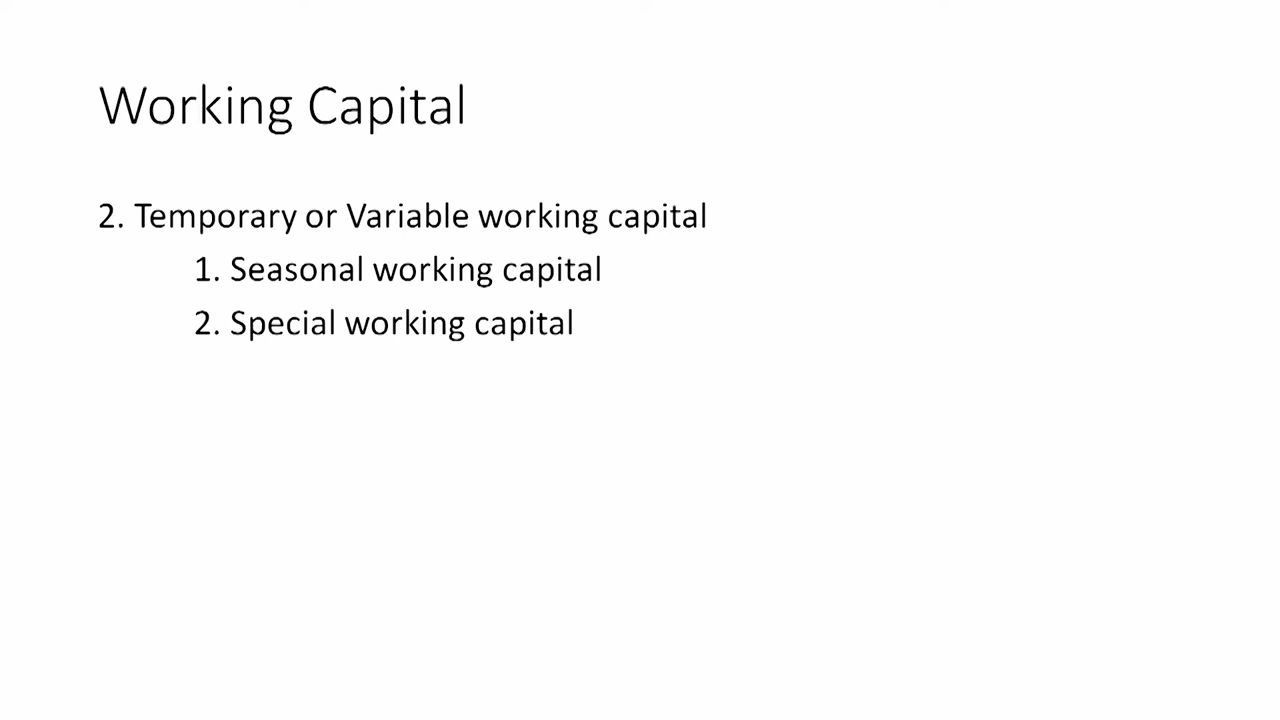 Working Capital
2. Temporary or Variable working capital
1. Seasonal working capital
2. Special working capital